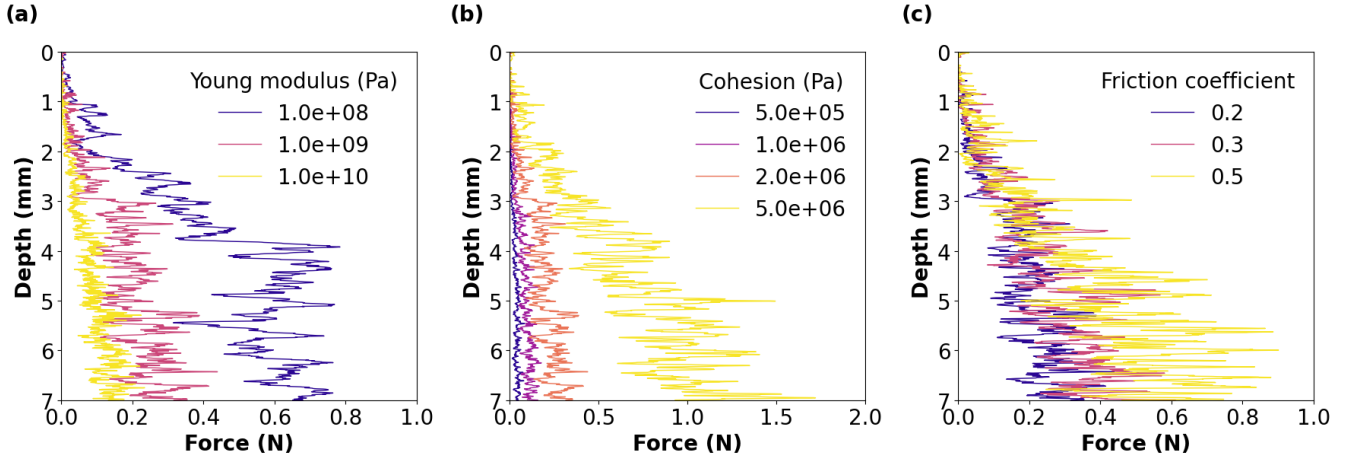 (a)
Depth (mm)
0
1
2
3
4
5
6
7
Young modulus (Pa)
1.0e+08
1.0e+09
1.0e+10
0.0 0.2 0.4 0.6 0.8 1.0
Force (N)
(b)
Depth (mm)
0
1
2
3
4
5
6
7
Cohesion (Pa)
5.0e+05
1.0e+06
2.0e+06
5.0e+06
0.0 0.5 1.0 1.5 2.0
Force (N)
(c)
Depth (mm)
0
1
2
3
4
5
6
7
Friction coefficient
0.2
0.3
0.5
0.0 0.2 0.4 0.6 0.8 1.0
Force (N)